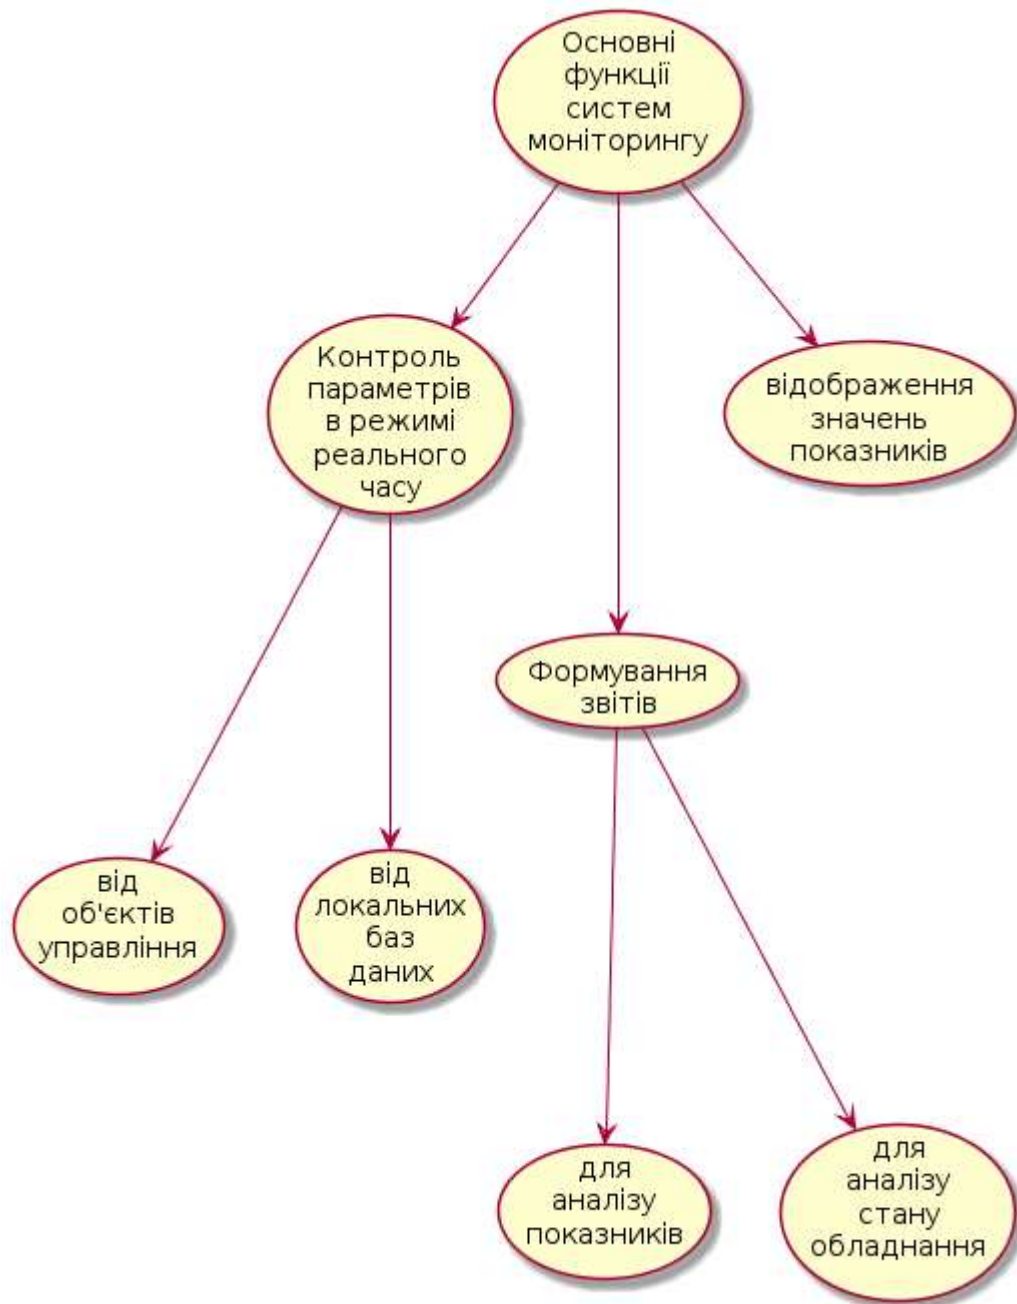 Основні
функції
систем
моніторингу
Контроль
параметрів
в режимі
реального
часу
відображення
значень
показників
Формування
звітів
від
об'єктів
управління
від
локальних
баз
даних
для
аналізу
показників
для
аналізу
стану
обладнання